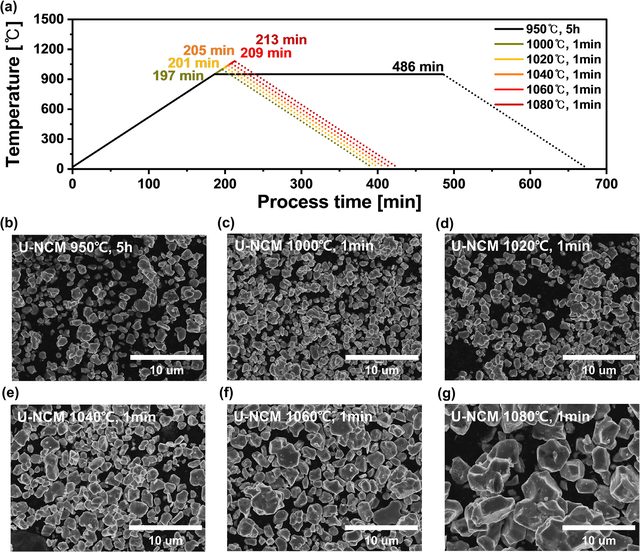 (a)
1500
1200
900
600
300
0
Temperature [℃]
0 100 200 300 400 500 600 700
Process time [min]
205 min
213 min
201 min
209 min
197 min
486 min
950℃, 5h
1000℃, 1min
1020℃, 1min
1040℃, 1min
1060℃, 1min
1080℃, 1min
(b)
U-NCM 950℃, 5h
10 um
(c)
U-NCM 1000℃, 1min
10 um
(d)
U-NCM 1020℃, 1min
10 um
(e)
U-NCM 1040℃, 1min
10 um
(f)
U-NCM 1060℃, 1min
10 um
(g)
U-NCM 1080℃, 1min
10 um